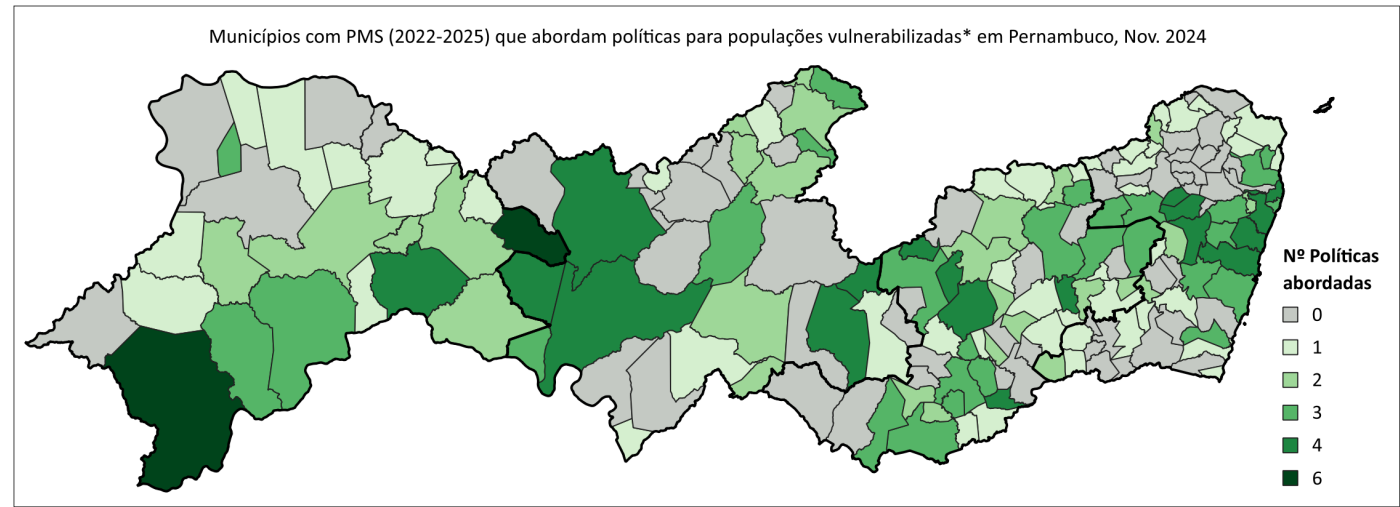 Municípios com PMS (2022-2025) que abordam políticas para populações vulnerabilizadas* em Pernambuco, Nov. 2024
Nº Políticas
abordadas
0
1
2
3
4
6